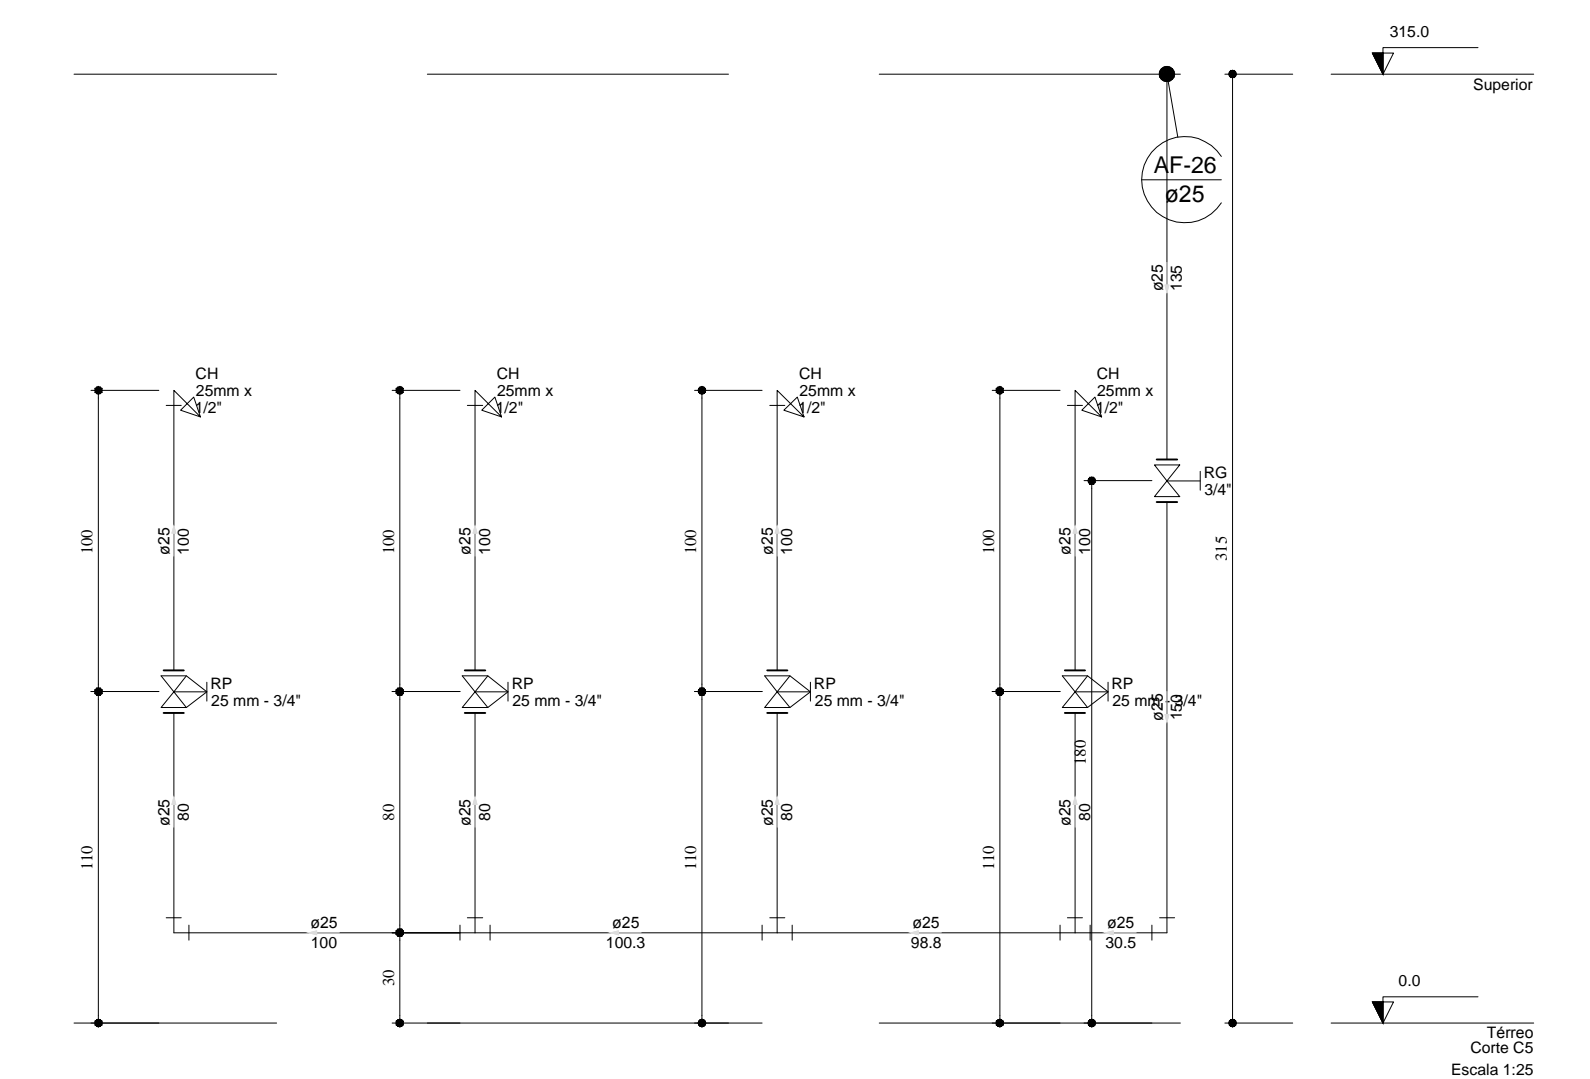 315.0
Superior
AF-26
ø25
ø25
135
CH
25mm x
1/2"
CH
25mm x
1/2"
CH
25mm x
1/2"
CH
25mm x
1/2"
RG
3/4"
100
ø25
100
100
ø25
100
100
ø25
100
100
ø25
100
315
RP
25 mm - 3/4"
RP
25 mm - 3/4"
RP
25 mm - 3/4"
RP
25 mm - 3/4"
ø25
150
180
110
ø25
80
80
ø25
80
110
ø25
80
110
ø25
80
ø25
100
ø25
100.3
ø25
98.8
ø25
30.5
30
0.0
Térreo
Corte C5
Escala 1:25